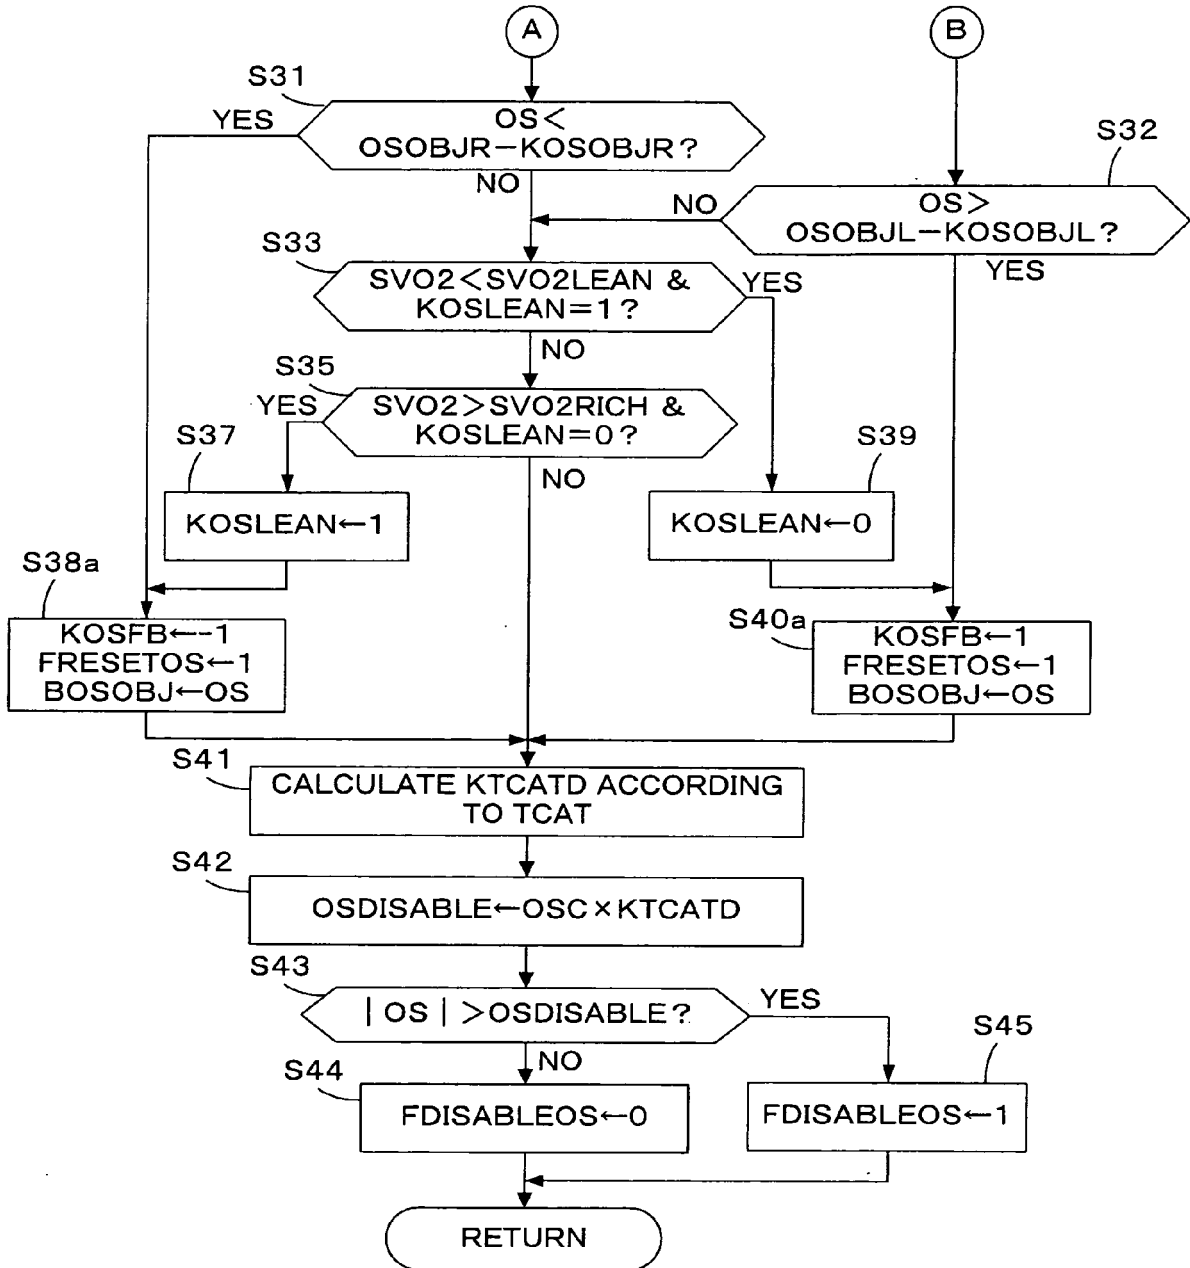 A
B
S31
YES
OS<
OSOBJR−KOSOBJR?
NO
S32
NO
OS>
OSOBJL−KOSOBJL?
YES
S33
SVO2<SVO2LEAN &
KOSLEAN=1?
YES
NO
S35
YES
SVO2>SVO2RICH &
KOSLEAN=0?
NO
S37
KOSLEAN←1
S39
KOSLEAN←0
S38a
KOSFB←−1
FRESETOS←1
BOSOBJ←OS
S40a
KOSFB←1
FRESETOS←1
BOSOBJ←OS
S41
CALCULATE KTCATD ACCORDING
TO TCAT
S42
OSDISABLE←OSC×KTCATD
S43
| OS | >OSDISABLE?
YES
NO
S44
FDISABLEOS←0
S45
FDISABLEOS←1
RETURN